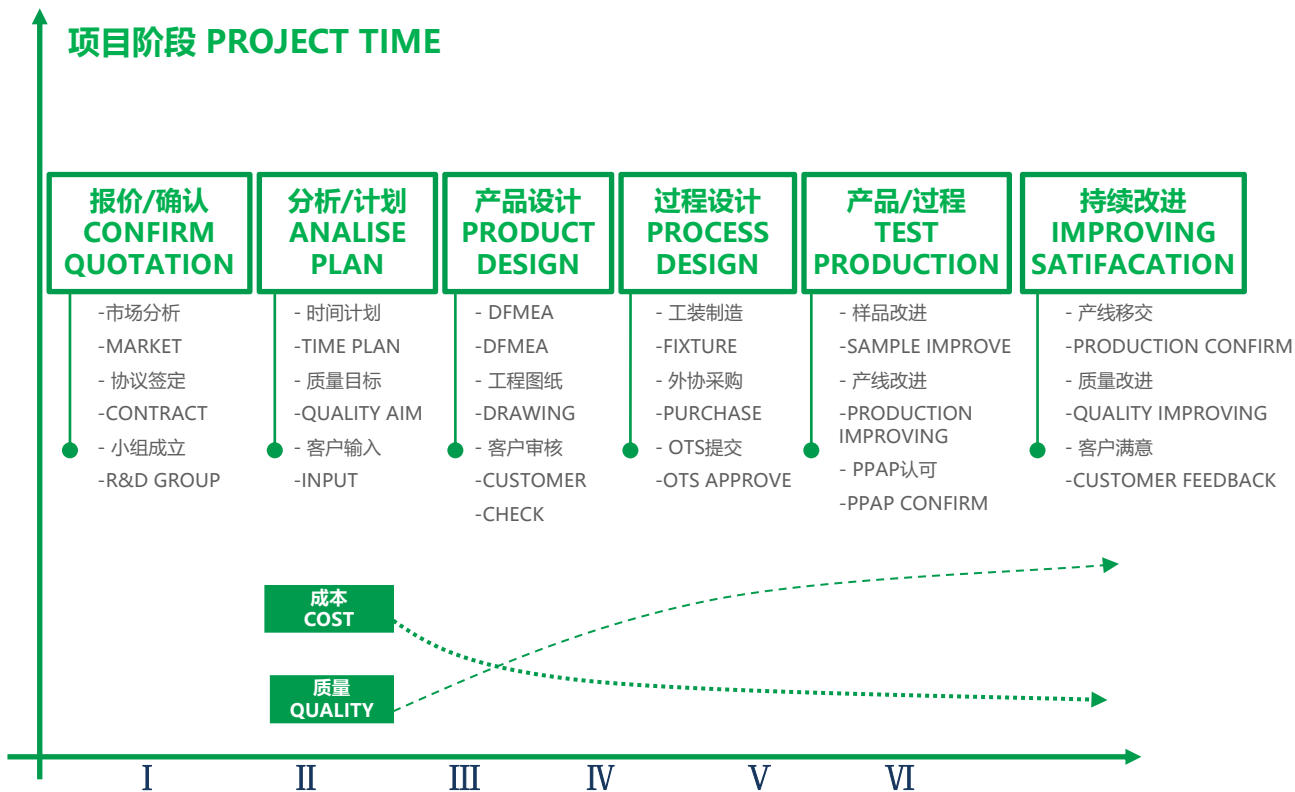 项目阶段 PROJECT TIME
报价/确认
CONFIRM
QUOTATION
-市场分析
-MARKET
- 协议签定
-CONTRACT
- 小组成立
-R&D GROUP
分析/计划
ANALISE
PLAN
- 时间计划
-TIME PLAN
- 质量目标
-QUALITY AIM
- 客户输入
-INPUT
产品设计
PRODUCT
DESIGN
- DFMEA
-DFMEA
- 工程图纸
-DRAWING
- 客户审核
-CUSTOMER
-CHECK
过程设计
PROCESS
DESIGN
- 工装制造
-FIXTURE
- 外协采购
-PURCHASE
- OTS提交
-OTS APPROVE
产品/过程
TEST
PRODUCTION
- 样品改进
-SAMPLE IMPROVE
- 产线改进
-PRODUCTION
IMPROVING
- PPAP认可
-PPAP CONFIRM
持续改进
IMPROVING
SATIFACATION
- 产线移交
-PRODUCTION CONFIRM
- 质量改进
-QUALITY IMPROVING
- 客户满意
-CUSTOMER FEEDBACK
成本
COST
质量
QUALITY
Ⅰ Ⅱ Ⅲ Ⅳ Ⅴ Ⅵ